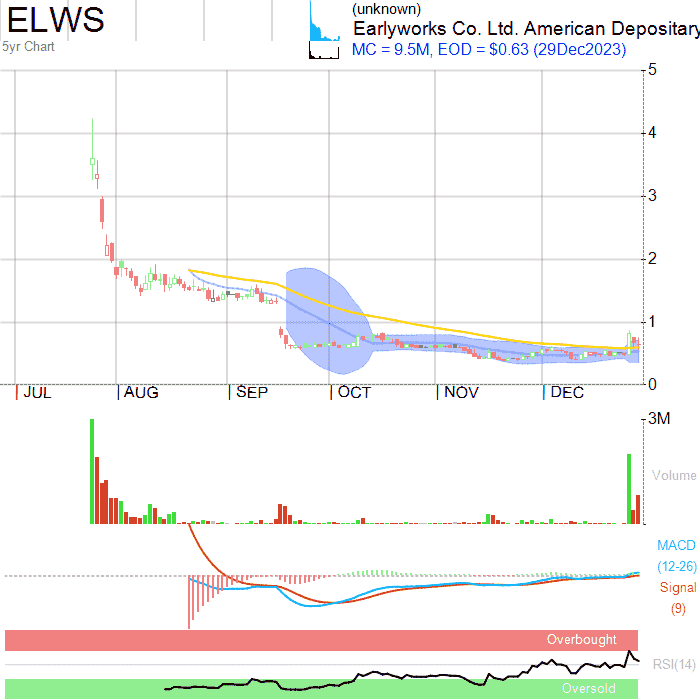 ELWS
(unknown)
Earlyworks Co. Ltd. American Depositary
5yr Chart
MC = 9.5M, EOD = $0.63 (29Dec2023)
5
4
3
2
1
0
JUL
AUG
SEP
OCT
NOV
DEC
3M
Volume
MACD
(12-26)
Signal
(9)
Overbought
RSI(14)
Oversold